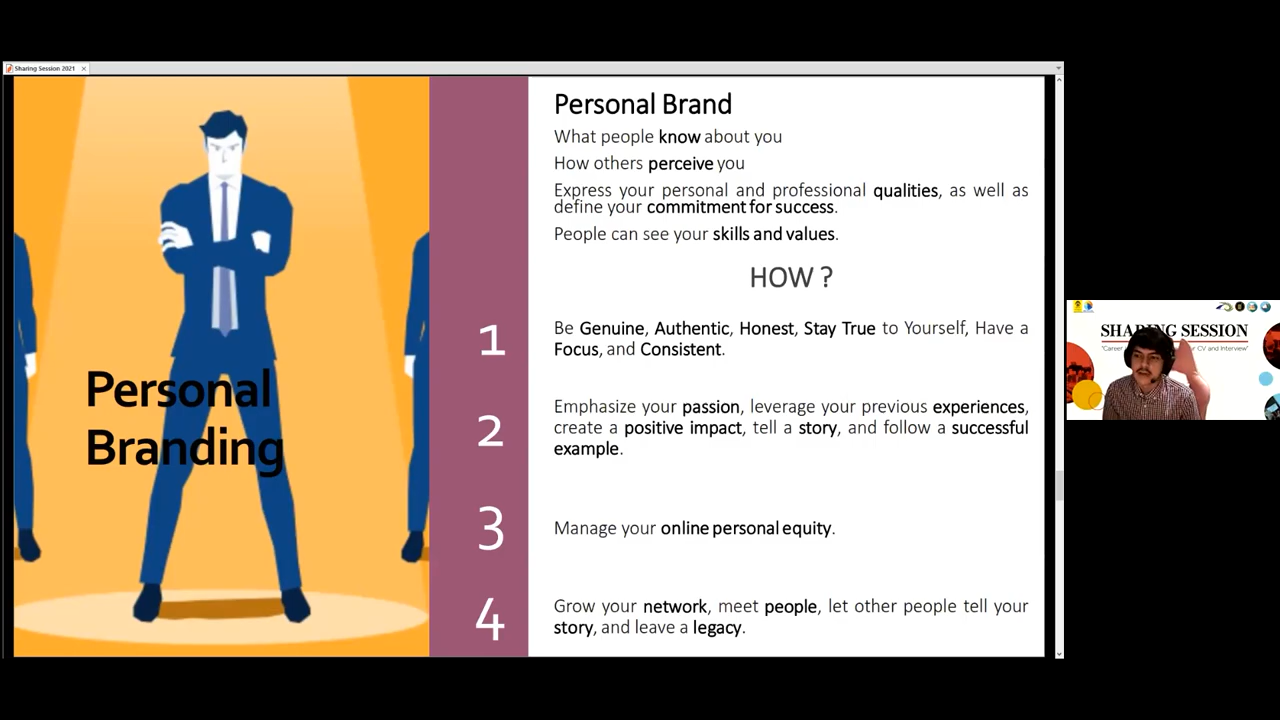 Sharing Session 2021
Personal
Branding
Personal Brand
What people know about you
How others perceive you
Express your personal and professional qualities, as well as
define your commitment for success.
People can see your skills and values.
HOW ?
1
Be Genuine, Authentic, Honest, Stay True to Yourself, Have a
Focus, and Consistent.
2
Emphasize your passion, leverage your previous experiences,
create a positive impact, tell a story, and follow a successful
example.
3
Manage your online personal equity.
4
Grow your network, meet people, let other people tell your
story, and leave a legacy.
SHARING SESSION
"Career CV and Interview"